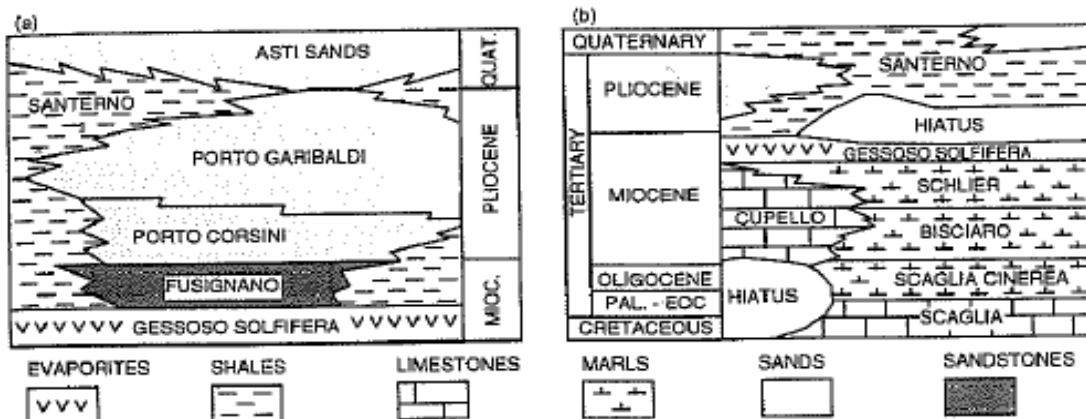 (a)
ASTI SANDS
QUAT.
SANTERNO
PORTO GARIBALDI
PLIOCENE
PORTO CORSINI
FUSIGNANO
MIOC.
GESSOSO SOLFIFERA
(b)
QUATERNARY
SANTERNO
PLIOCENE
HIATUS
TERTIARY
GESSOSO SOLFIFERA
MIOCENE
SCHLIER
CUPELLO
BISCIARO
OLIGOCENE
SCAGLIA CINEREA
PAL. - EOC
HIATUS
CRETACEOUS
SCAGLIA
EVAPORITES
SHALES
LIMESTONES
MARLS
SANDS
SANDSTONES